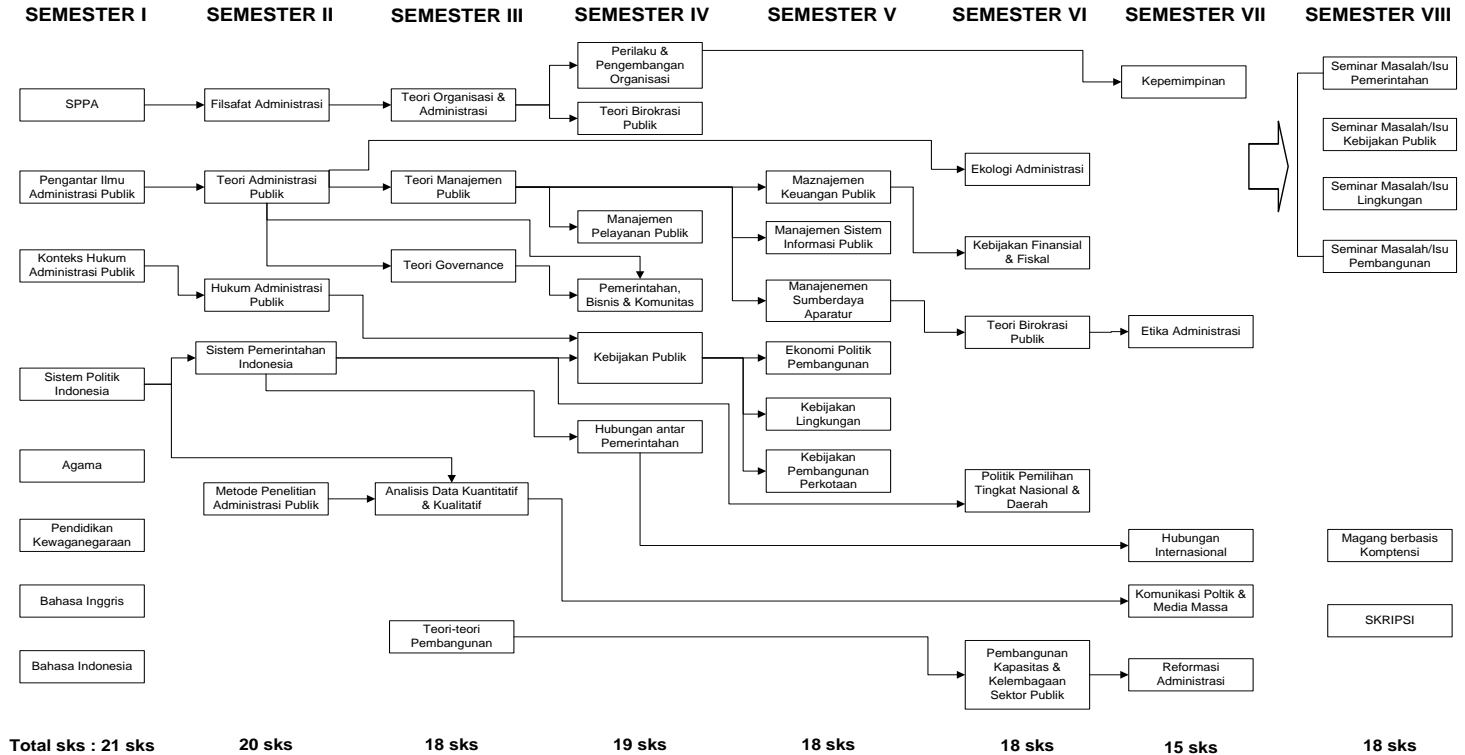 SEMESTER I
SEMESTER II
SEMESTER III
SEMESTER IV
SEMESTER V
SEMESTER VI
SEMESTER VII
SEMESTER VIII
SPPA
Pengantar Ilmu
Administrasi Publik
Konteks Hukum
Administrasi Publik
Sistem Politik
Indonesia
Agama
Pendidikan
Kewaganegaraan
Bahasa Inggris
Bahasa Indonesia
Filsafat Administrasi
Teori Administrasi
Publik
Hukum Administrasi
Publik
Sistem Pemerintahan
Indonesia
Metode Penelitian
Administrasi Publik
Teori Organisasi &
Administrasi
Teori Manajemen
Publik
Teori Governance
Analisis Data Kuantitatif
& Kualitatif
Teori-teori
Pembangunan
Perilaku &
Pengembangan
Organisasi
Teori Birokrasi
Publik
Manajemen
Pelayanan Publik
Pemerintahan,
Bisnis & Komunitas
Kebijakan Publik
Hubungan antar
Pemerintahan
Maznajemen
Keuangan Publik
Manajemen Sistem
Informasi Publik
Manajenemen
Sumberdaya
Aparatur
Ekonomi Politik
Pembangunan
Kebijakan
Lingkungan
Kebijakan
Pembangunan
Perkotaan
Ekologi Administrasi
Kebijakan Finansial
& Fiskal
Teori Birokrasi
Publik
Politik Pemilihan
Tingkat Nasional &
Daerah
Pembangunan
Kapasitas &
Kelembagaan
Sektor Publik
Kepemimpinan
Etika Administrasi
Hubungan
Internasional
Komunikasi Poltik &
Media Massa
Reformasi
Administrasi
Seminar Masalah/Isu
Pemerintahan
Seminar Masalah/Isu
Kebijakan Publik
Seminar Masalah/Isu
Lingkungan
Seminar Masalah/Isu
Pembangunan
Magang berbasis
Komptensi
SKRIPSI
Total sks : 21 sks
20 sks
18 sks
19 sks
18 sks
18 sks
15 sks
18 sks